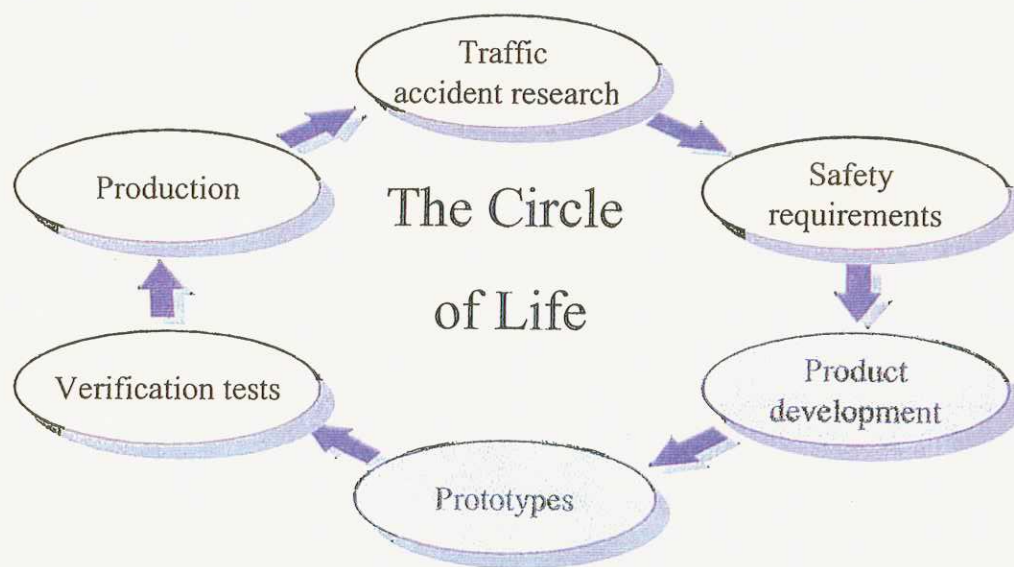 Traffic
accident research
Safety
requirements
Product
development
Prototypes
Verification tests
Production
The Circle
of Life